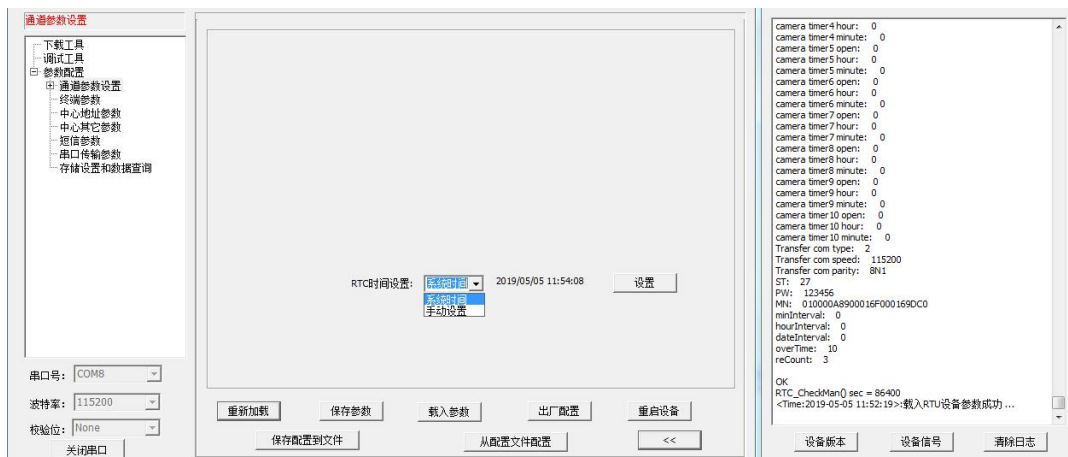 通道参数设置
下载工具
调试工具
参数配置
通道参数设置
终端参数
中心地址参数
中心其它参数
短信参数
串口传输参数
存储设置和数据查询
串口号: COM8
波特率: 115200
校验位: None
关闭串口
RTC时间设置: 系统时间 2019/05/05 11:54:08 设置
系统时间
手动设置
重新加载 保存参数 载入参数 出厂配置 重启设备
保存配置到文件 从配置文件配置 <<
camera timer4 hour: 0
camera timer4 minute: 0
camera timer5 open: 0
camera timer5 hour: 0
camera timer5 minute: 0
camera timer6 open: 0
camera timer6 hour: 0
camera timer6 minute: 0
camera timer7 open: 0
camera timer7 hour: 0
camera timer7 minute: 0
camera timer8 open: 0
camera timer8 hour: 0
camera timer8 minute: 0
camera timer9 open: 0
camera timer9 hour: 0
camera timer9 minute: 0
camera timer10 open: 0
camera timer10 hour: 0
camera timer10 minute: 0
Transfer com type: 2
Transfer com speed: 115200
Transfer com parity: 8N1
ST: 27
PW: 123456
MN: 010000A8900016F000169DC0
minInterval: 0
hourInterval: 0
dateInterval: 0
overTime: 10
reCount: 3
OK
RTC_CheckMan() sec = 86400
<Time:2019-05-05 11:52:19>:载入RTU设备参数成功 ...
设备版本 设备信号 清除日志